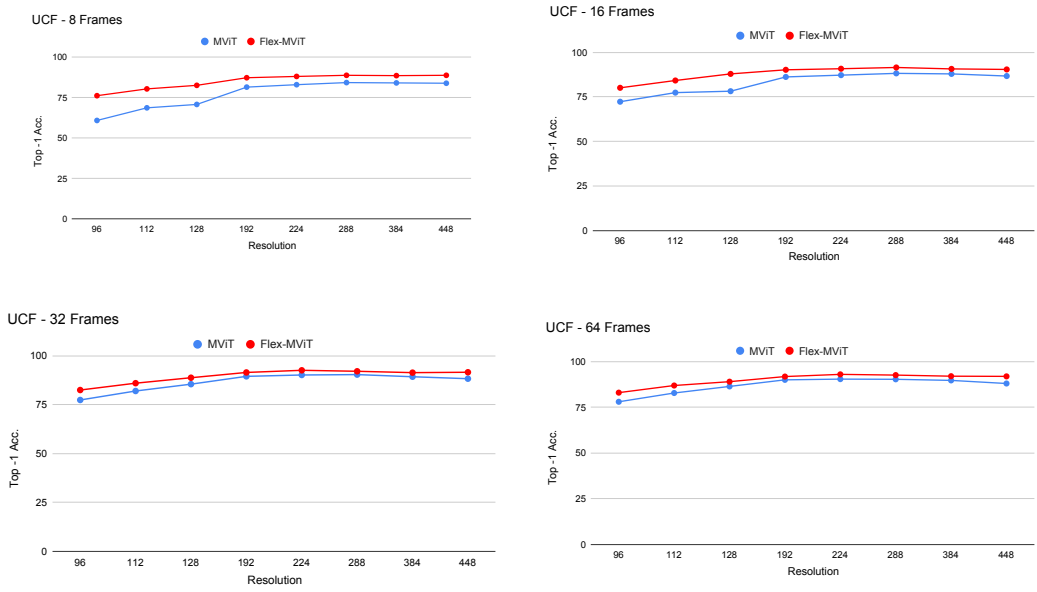 UCF - 8 Frames
MViT Flex-MViT
100
75
50
25
0
Top -1 Acc.
96 112 128 192 224 288 384 448
Resolution
UCF - 16 Frames
MViT Flex-MViT
100
75
50
25
0
Top -1 Acc.
96 112 128 192 224 288 384 448
Resolution
UCF - 32 Frames
MViT Flex-MViT
100
75
50
25
0
Top -1 Acc.
96 112 128 192 224 288 384 448
Resolution
UCF - 64 Frames
MViT Flex-MViT
100
75
50
25
0
Top -1 Acc.
96 112 128 192 224 288 384 448
Resolution